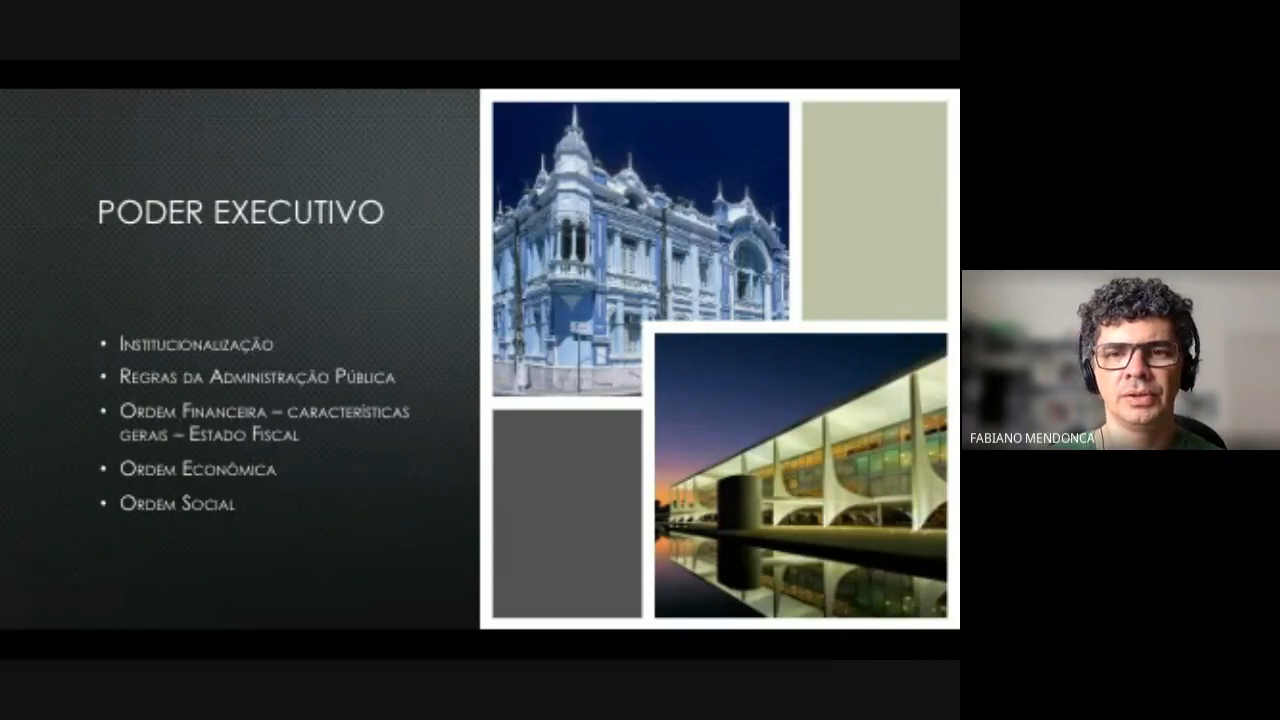 PODER EXECUTIVO
• INSTITUCIONALIZAÇÃO
• REGRAS DA ADMINISTRAÇÃO PÚBLICA
• ORDEM FINANCEIRA – CARACTERÍSTICAS
GERAIS – ESTADO FISCAL
• ORDEM ECONÔMICA
• ORDEM SOCIAL
FABIANO MENDONCA